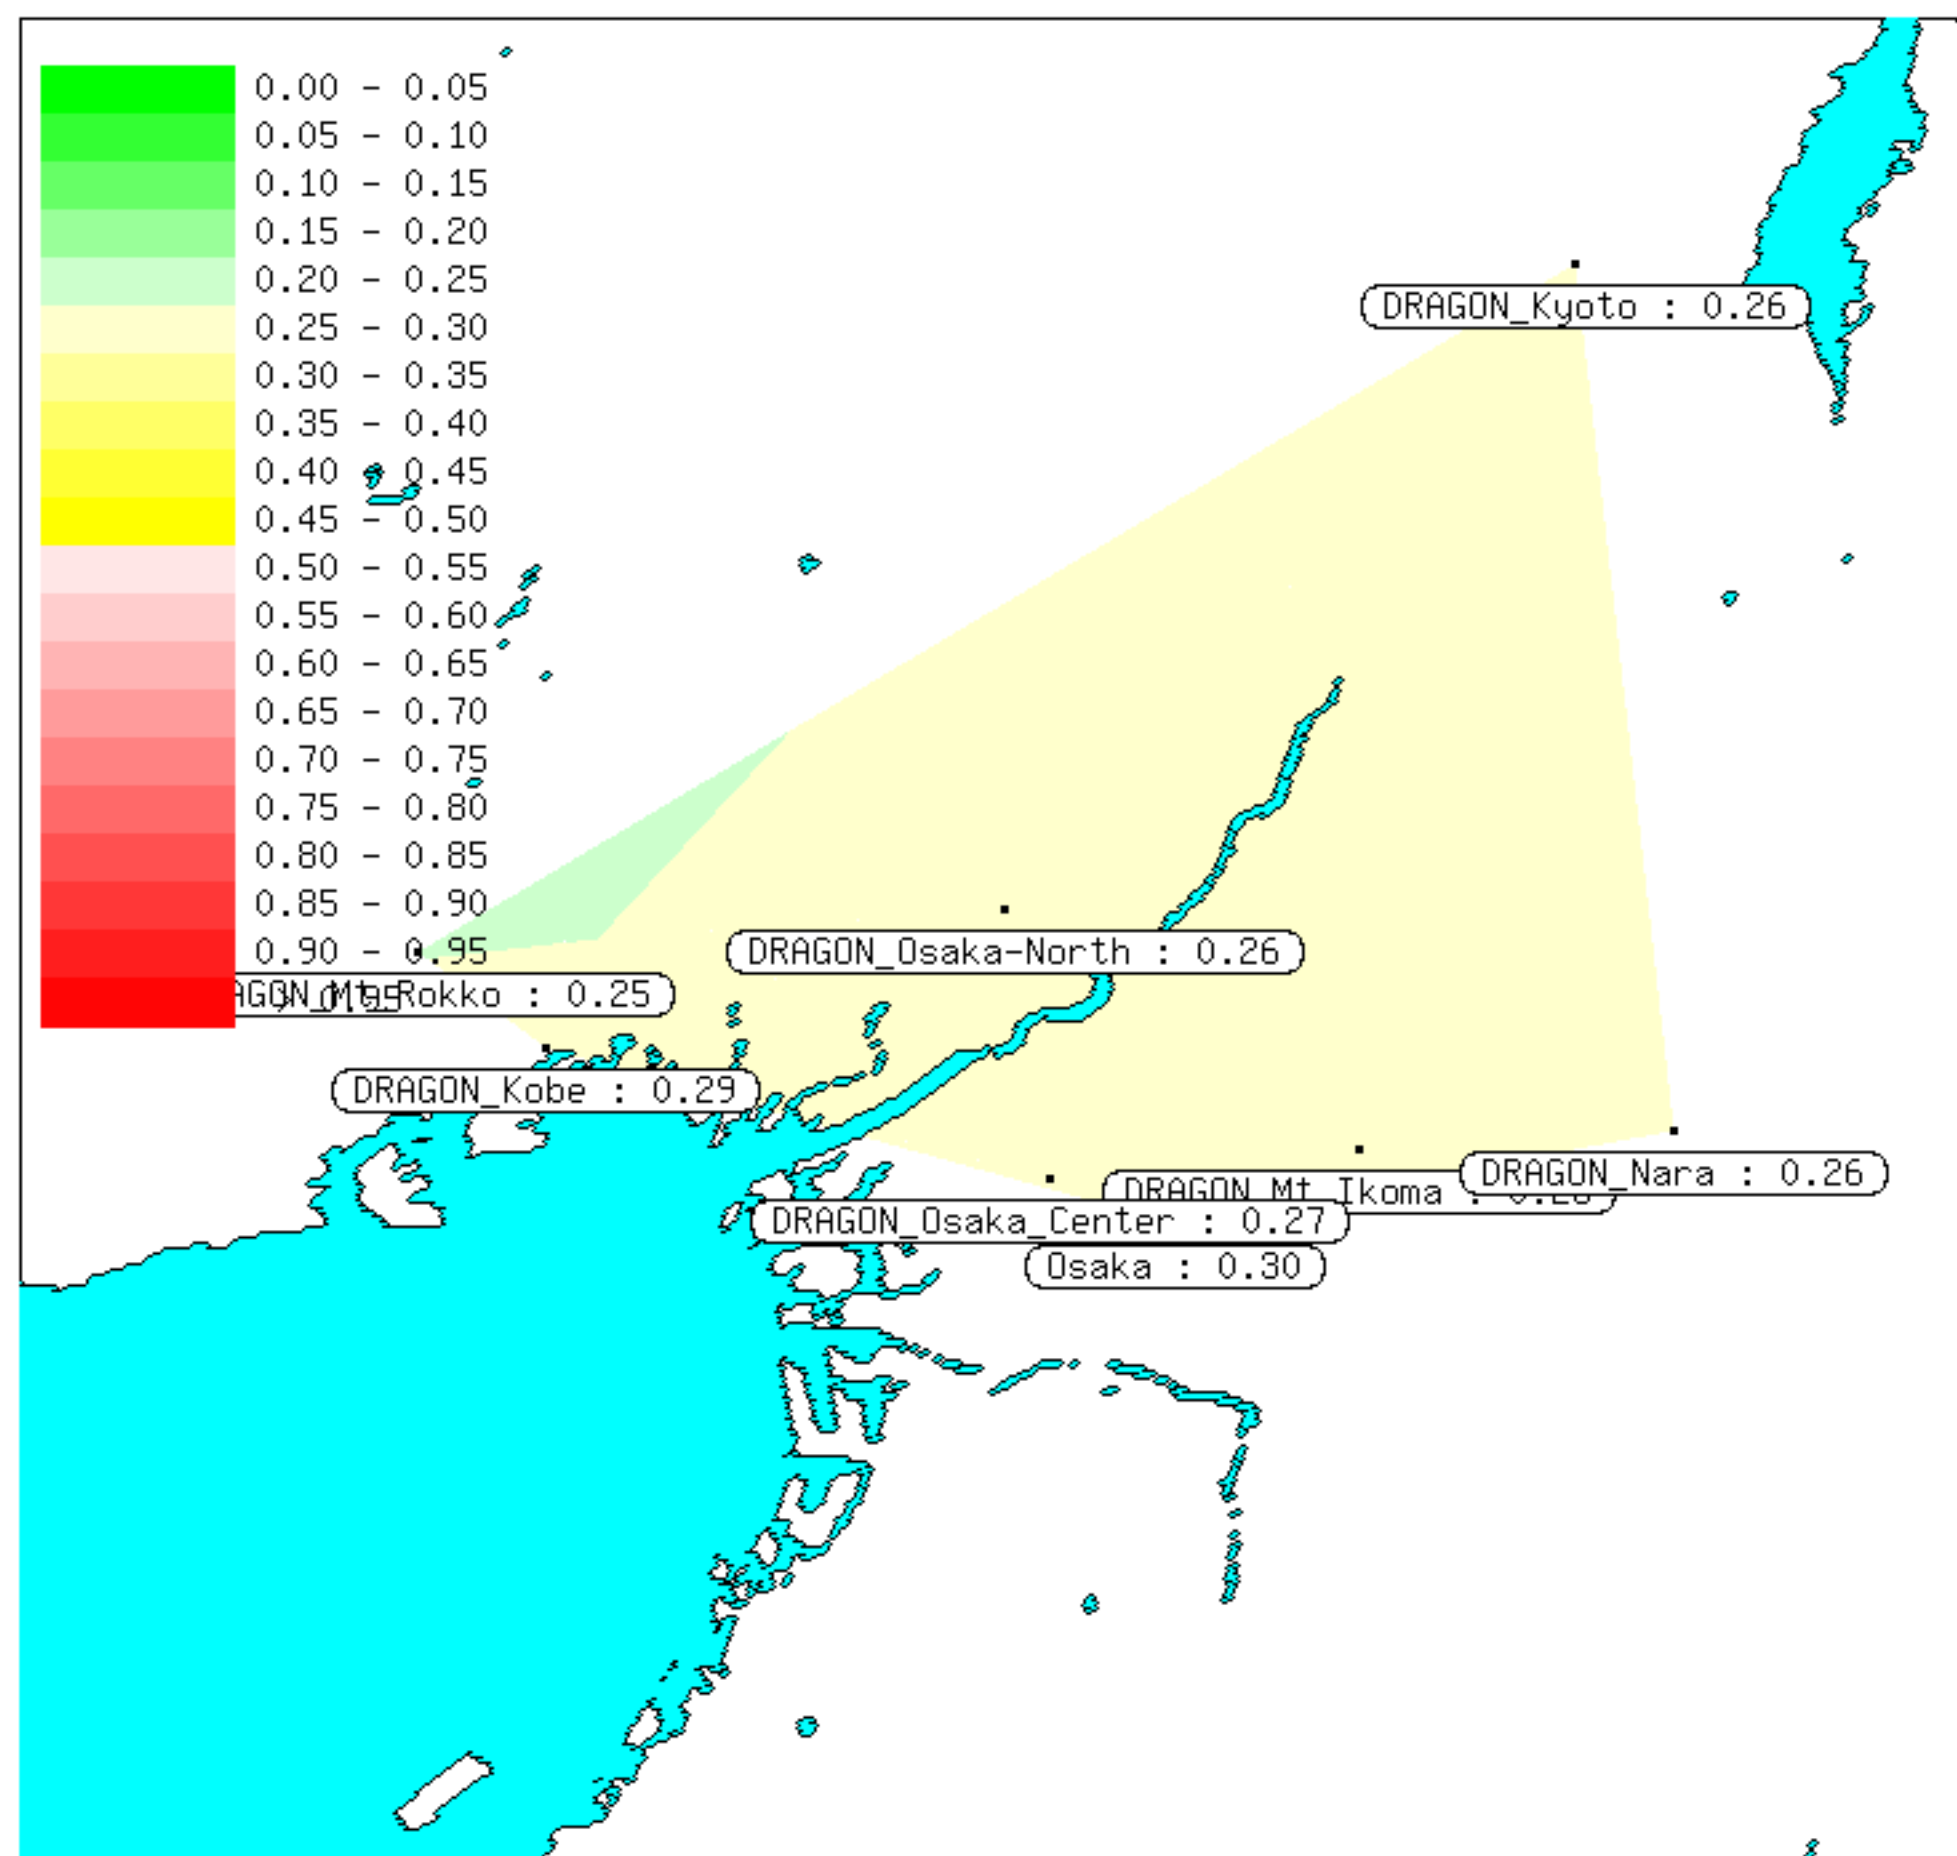 0.00 - 0.05
0.05 - 0.10
0.10 - 0.15
0.15 - 0.20
0.20 - 0.25
0.25 - 0.30
0.30 - 0.35
0.35 - 0.40
0.40 - 0.45
0.45 - 0.50
0.50 - 0.55
0.55 - 0.60
0.60 - 0.65
0.65 - 0.70
0.70 - 0.75
0.75 - 0.80
0.80 - 0.85
0.85 - 0.90
0.90 - 0.95
> 0.95
DRAGON_Kyoto : 0.26
DRAGON_Osaka-North : 0.26
AGON_Mt_Rokko : 0.25
DRAGON_Kobe : 0.29
DRAGON_Nara : 0.26
DRAGON_Mt_Ikoma :
DRAGON_Osaka_Center : 0.27
Osaka : 0.30